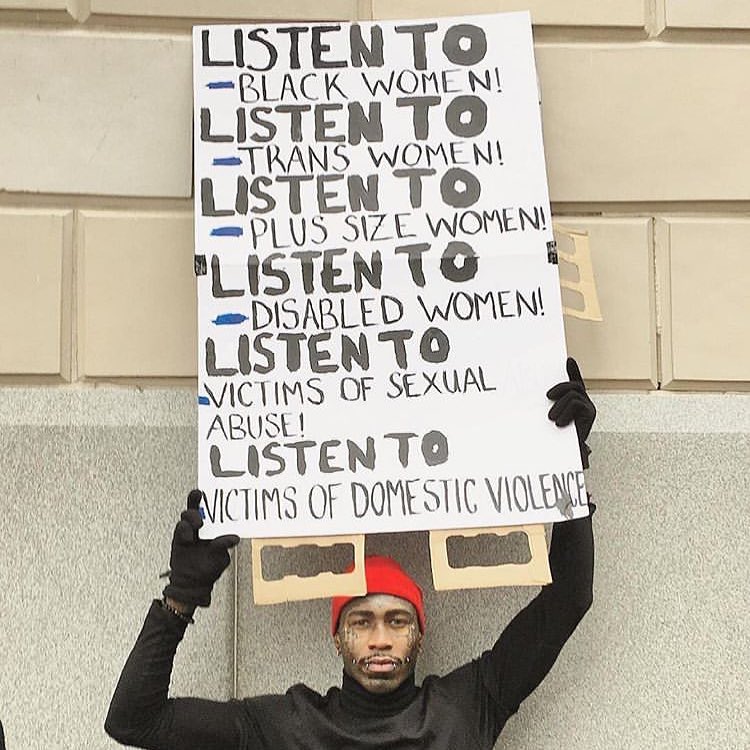 LISTEN TO
-BLACK WOMEN!
LISTEN TO
-TRANS WOMEN!
LISTEN TO
-PLUS SIZE WOMEN!
LISTEN TO
-DISABLED WOMEN!
LISTEN TO
-VICTIMS OF SEXUAL
ABUSE!
LISTEN TO
VICTIMS OF DOMESTIC VIOLENCE